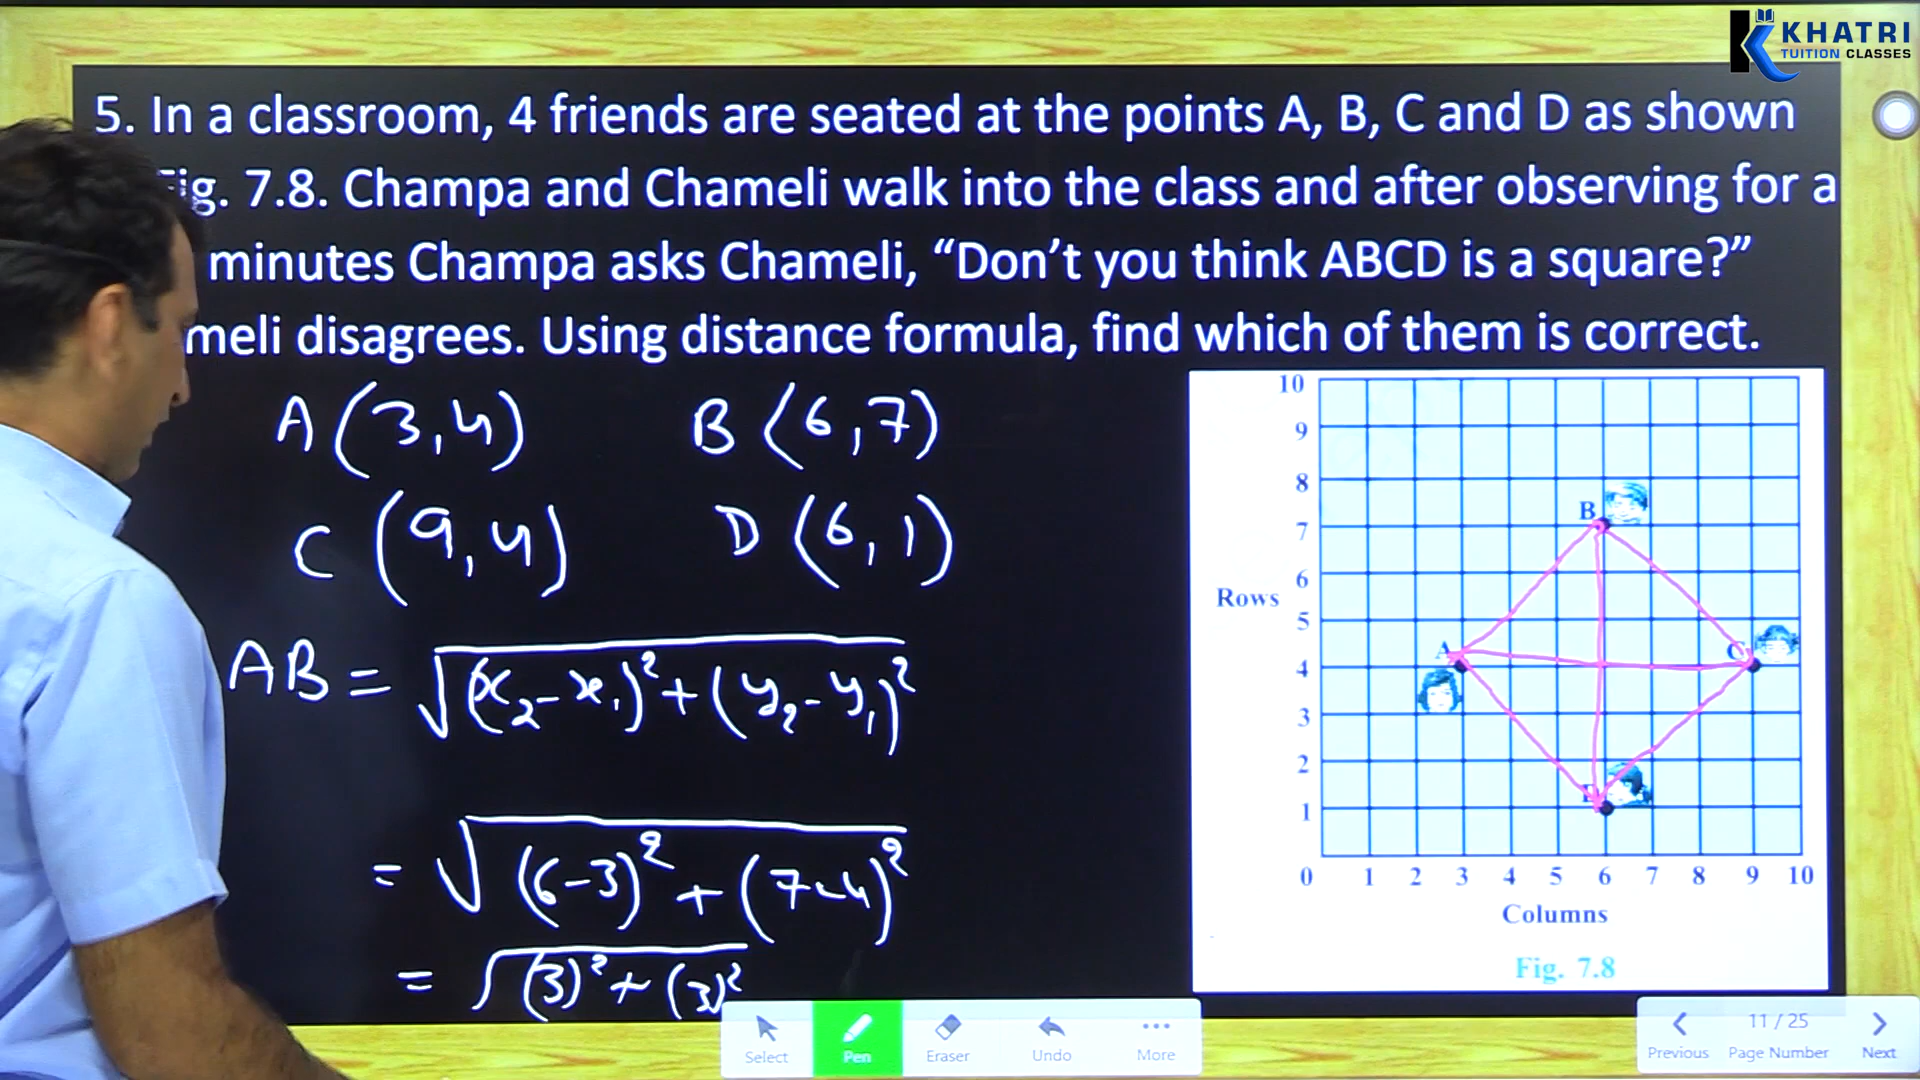 KHATRI
TUITION CLASSES
5. In a classroom, 4 friends are seated at the points A, B, C and D as shown
Fig. 7.8. Champa and Chameli walk into the class and after observing for a
minutes Champa asks Chameli, “Don’t you think ABCD is a square?”
meli disagrees. Using distance formula, find which of them is correct.
A (3,4) B (6,7)
C (9,4) D (6,1)
AB = √(x₂-x₁)²+(y₂-y₁)²
= √(6-3)²+(7-4)²
= √(3)²+(3)²
10
9
8
B
7
6
Rows
5
A C
4
3
2
1
0 1 2 3 4 5 6 7 8 9 10
Columns
Fig. 7.8
Select Pen Eraser Undo More
11 / 25
Previous Page Number Next